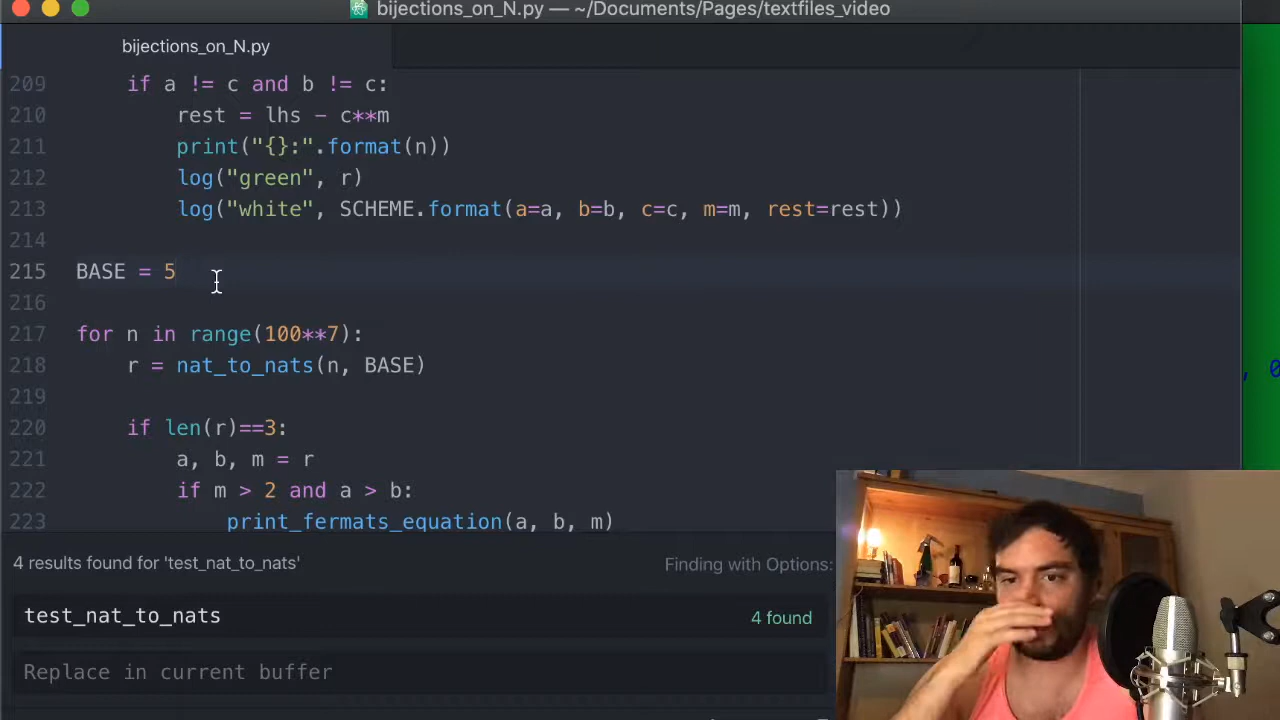 bijections_on_N.py — ~/Documents/Pages/textfiles_video
bijections_on_N.py
209 if a != c and b != c:
210 rest = lhs - c**m
211 print("{}:".format(n))
212 log("green", r)
213 log("white", SCHEME.format(a=a, b=b, c=c, m=m, rest=rest))
214
215 BASE = 5
216
217 for n in range(100**7):
218 r = nat_to_nats(n, BASE)
219
220 if len(r)==3:
221 a, b, m = r
222 if m > 2 and a > b:
223 print_fermats_equation(a, b, m)
4 results found for 'test_nat_to_nats' Finding with Options:
test_nat_to_nats 4 found
Replace in current buffer